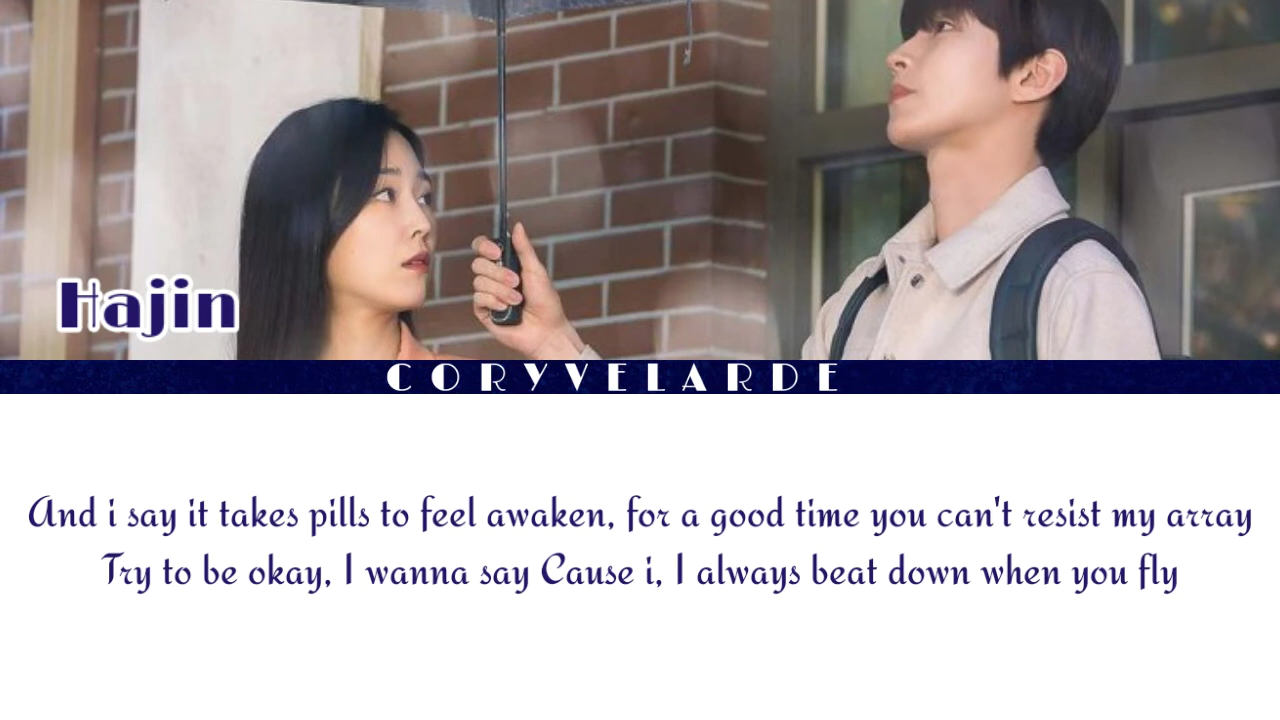 Hajin
CORYVELARDE
And i say it takes pills to feel awaken, for a good time you can't resist my array
Try to be okay, I wanna say Cause i, I always beat down when you fly